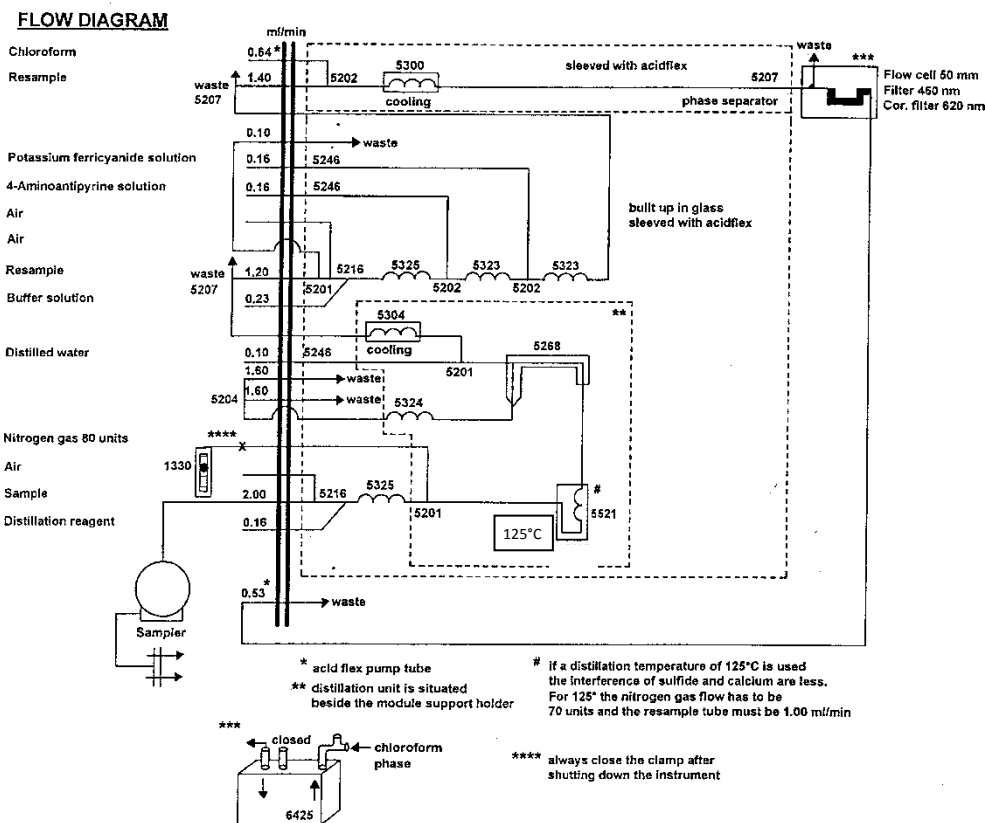 FLOW DIAGRAM
ml/min
Chloroform
0.64 *
waste
***
Resample
waste
5207
1.40
5202
5300
cooling
sleeved with acidflex
5207
phase separator
Flow cell 50 mm
Filter 450 nm
Cor. filter 620 nm
0.10
waste
Potassium ferricyanide solution
0.16
5246
4-Aminoantipyrine solution
0.16
5246
Air
built up in glass
sleeved with acidflex
Air
Resample
waste
5207
1,20
5201
5216
5325
5202
5323
5202
5323
Buffer solution
0,23
5304
cooling
**
Distilled water
0.10
5246
5201
5268
1,60
waste
5204
1,60
waste
5324
Nitrogen gas 80 units
****
X
1330
Air
Sample
2.00
5216
5325
5201
#
5521
Distillation reagent
0.16
125°C
0.53 *
waste
Sampler
* acid flex pump tube
** distillation unit is situated
beside the module support holder
# if a distillation temperature of 125°C is used
the interference of sulfide and calcium are less.
For 125° the nitrogen gas flow has to be
70 units and the resample tube must be 1.00 ml/min
***
closed
chloroform
phase
6425
**** always close the clamp after
shutting down the instrument